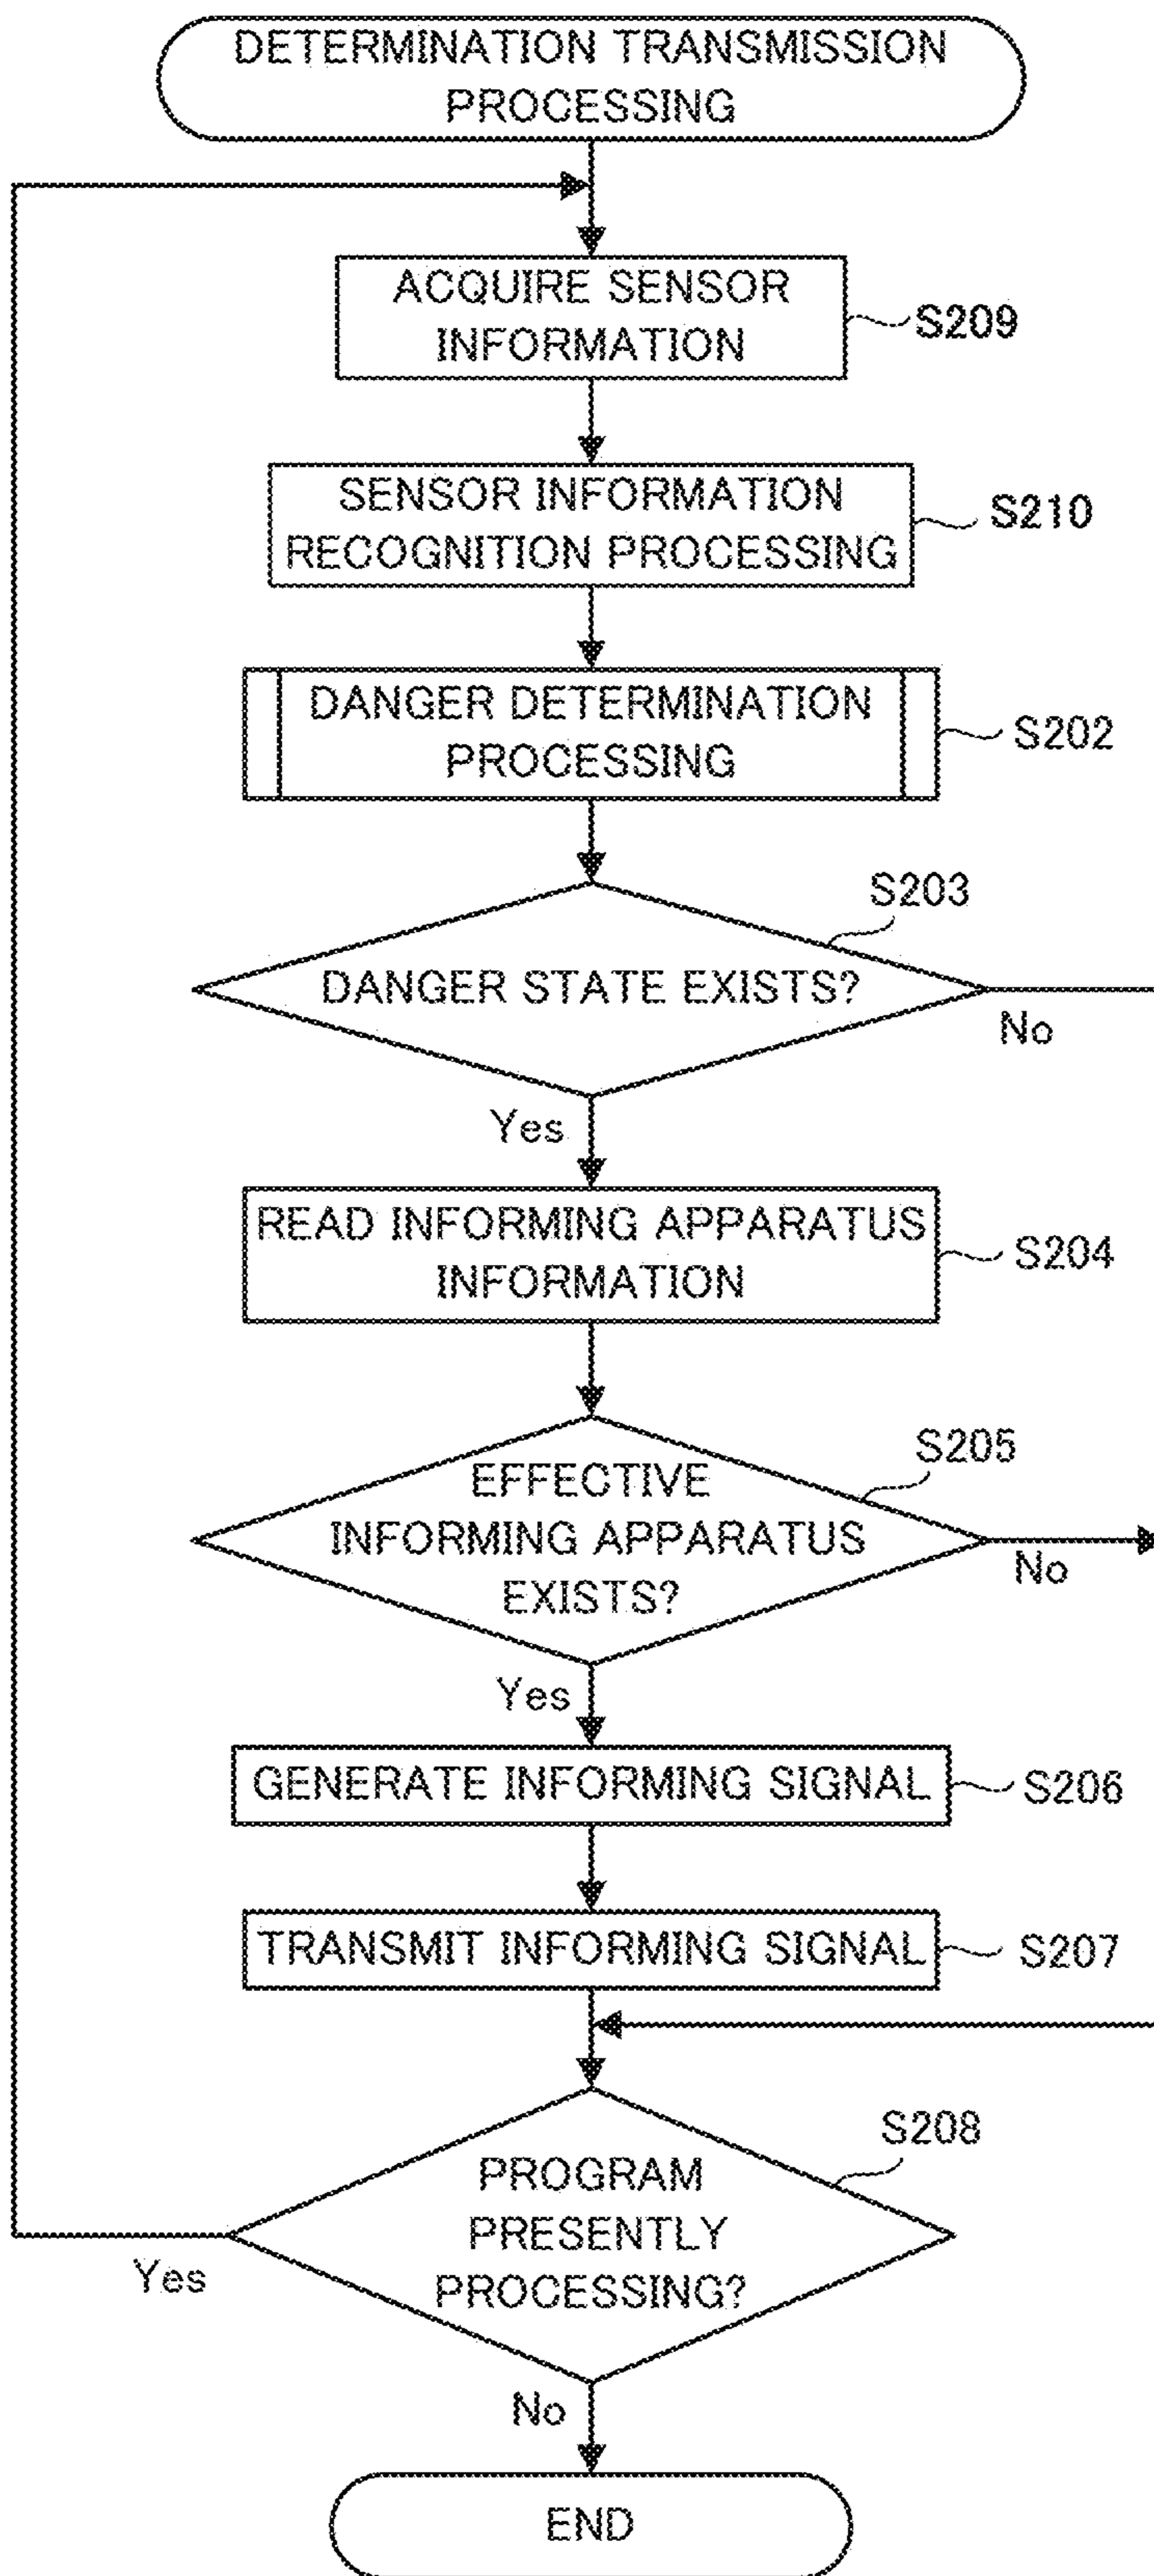 DETERMINATION TRANSMISSION
PROCESSING
ACQUIRE SENSOR
INFORMATION
S209
SENSOR INFORMATION
RECOGNITION PROCESSING
S210
DANGER DETERMINATION
PROCESSING
S202
S203
DANGER STATE EXISTS?
No
Yes
READ INFORMING APPARATUS
INFORMATION
S204
S205
EFFECTIVE
INFORMING APPARATUS
EXISTS?
No
Yes
GENERATE INFORMING SIGNAL
S206
TRANSMIT INFORMING SIGNAL
S207
S208
PROGRAM
PRESENTLY
PROCESSING?
Yes
No
END